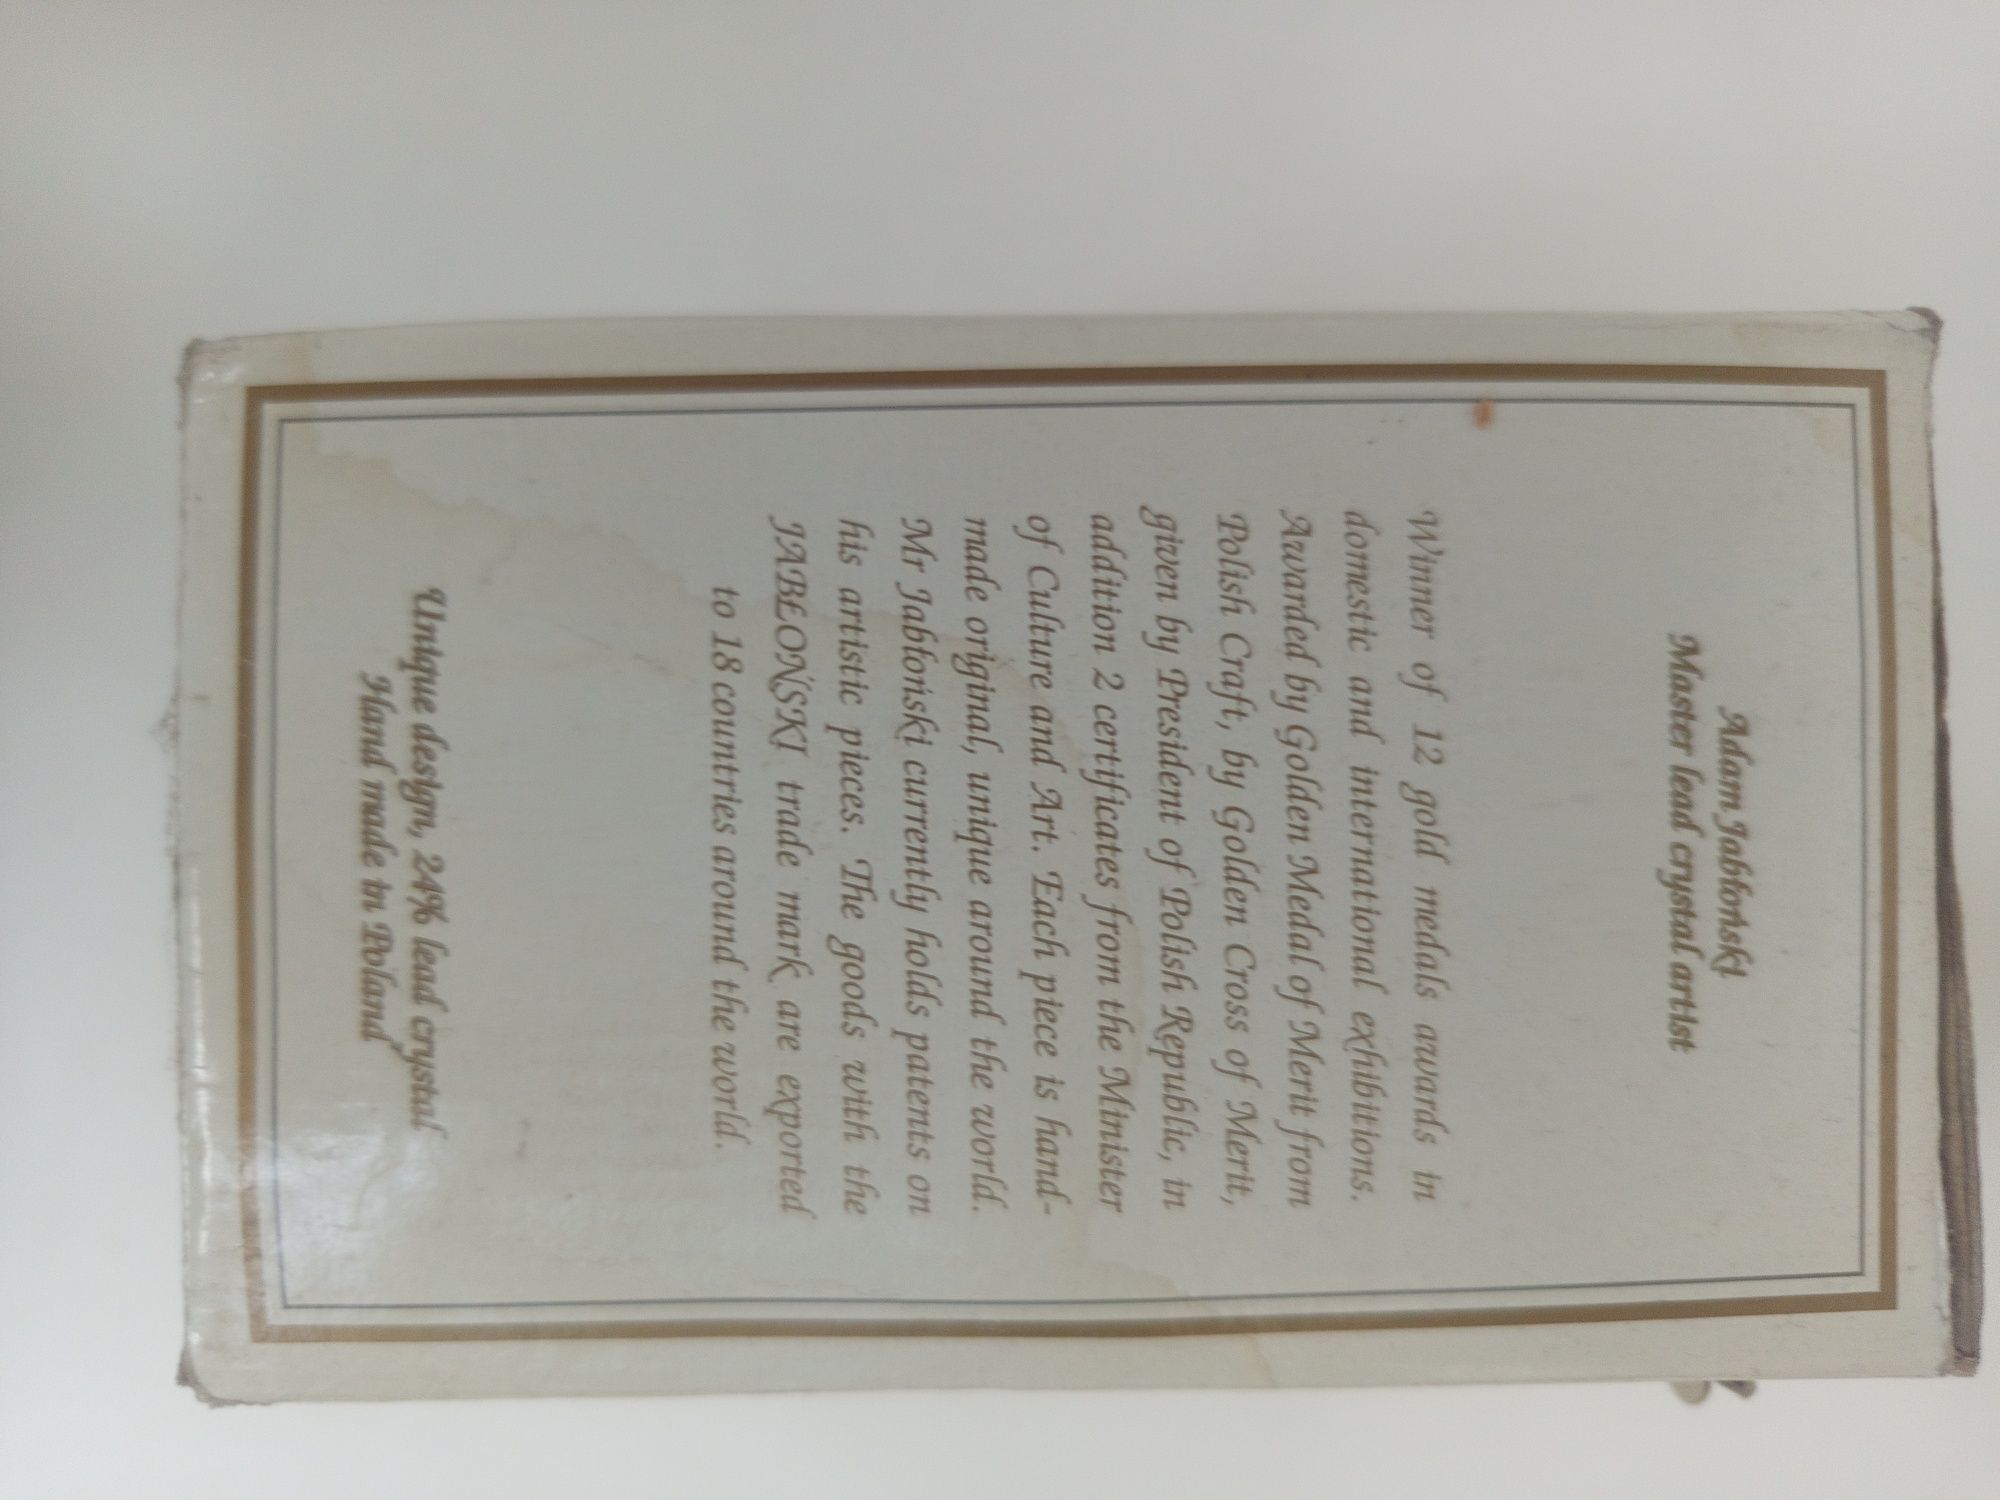 Adam Jabłoński
Master lead crystal artist
Winner of 12 gold medals awards in
domestic and international exhibitions.
Awarded by Golden Medal of Merit from
Polish Craft, by Golden Cross of Merit,
given by President of Polish Republic, in
addition 2 certificates from the Minister
of Culture and Art. Each piece is hand-
made original, unique around the world.
Mr Jabłoński currently holds patents on
his artistic pieces. The goods with the
JABŁOŃSKI trade mark are exported
to 18 countries around the world.
Unique design, 24% lead crystal
Hand made in Poland